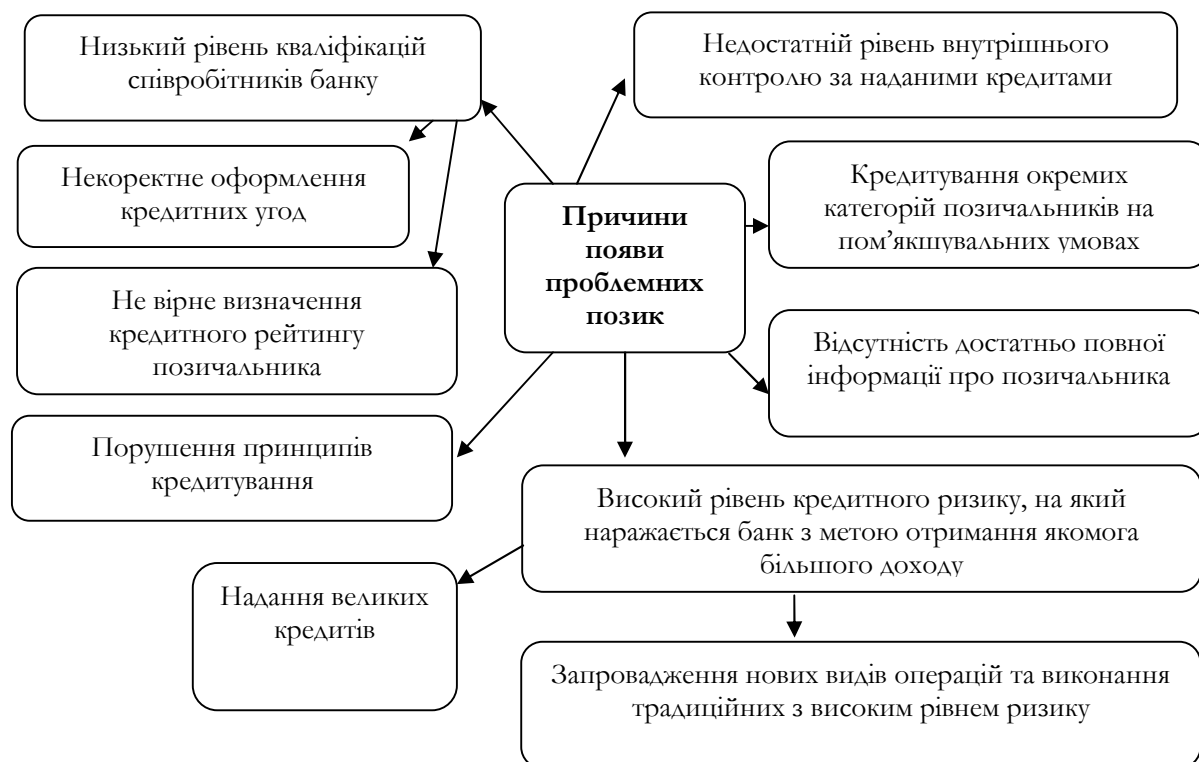 Низький рівень кваліфікацій
співробітників банку
Недостатній рівень внутрішнього
контролю за наданими кредитами
Некоректне оформлення
кредитних угод
Причини
появи
проблемних
позик
Кредитування окремих
категорій позичальників на
пом’якшувальних умовах
Не вірне визначення
кредитного рейтингу
позичальника
Відсутність достатньо повної
інформації про позичальника
Порушення принципів
кредитування
Високий рівень кредитного ризику, на який
наражається банк з метою отримання якомога
більшого доходу
Надання великих
кредитів
Запровадження нових видів операцій та виконання
традиційних з високим рівнем ризику